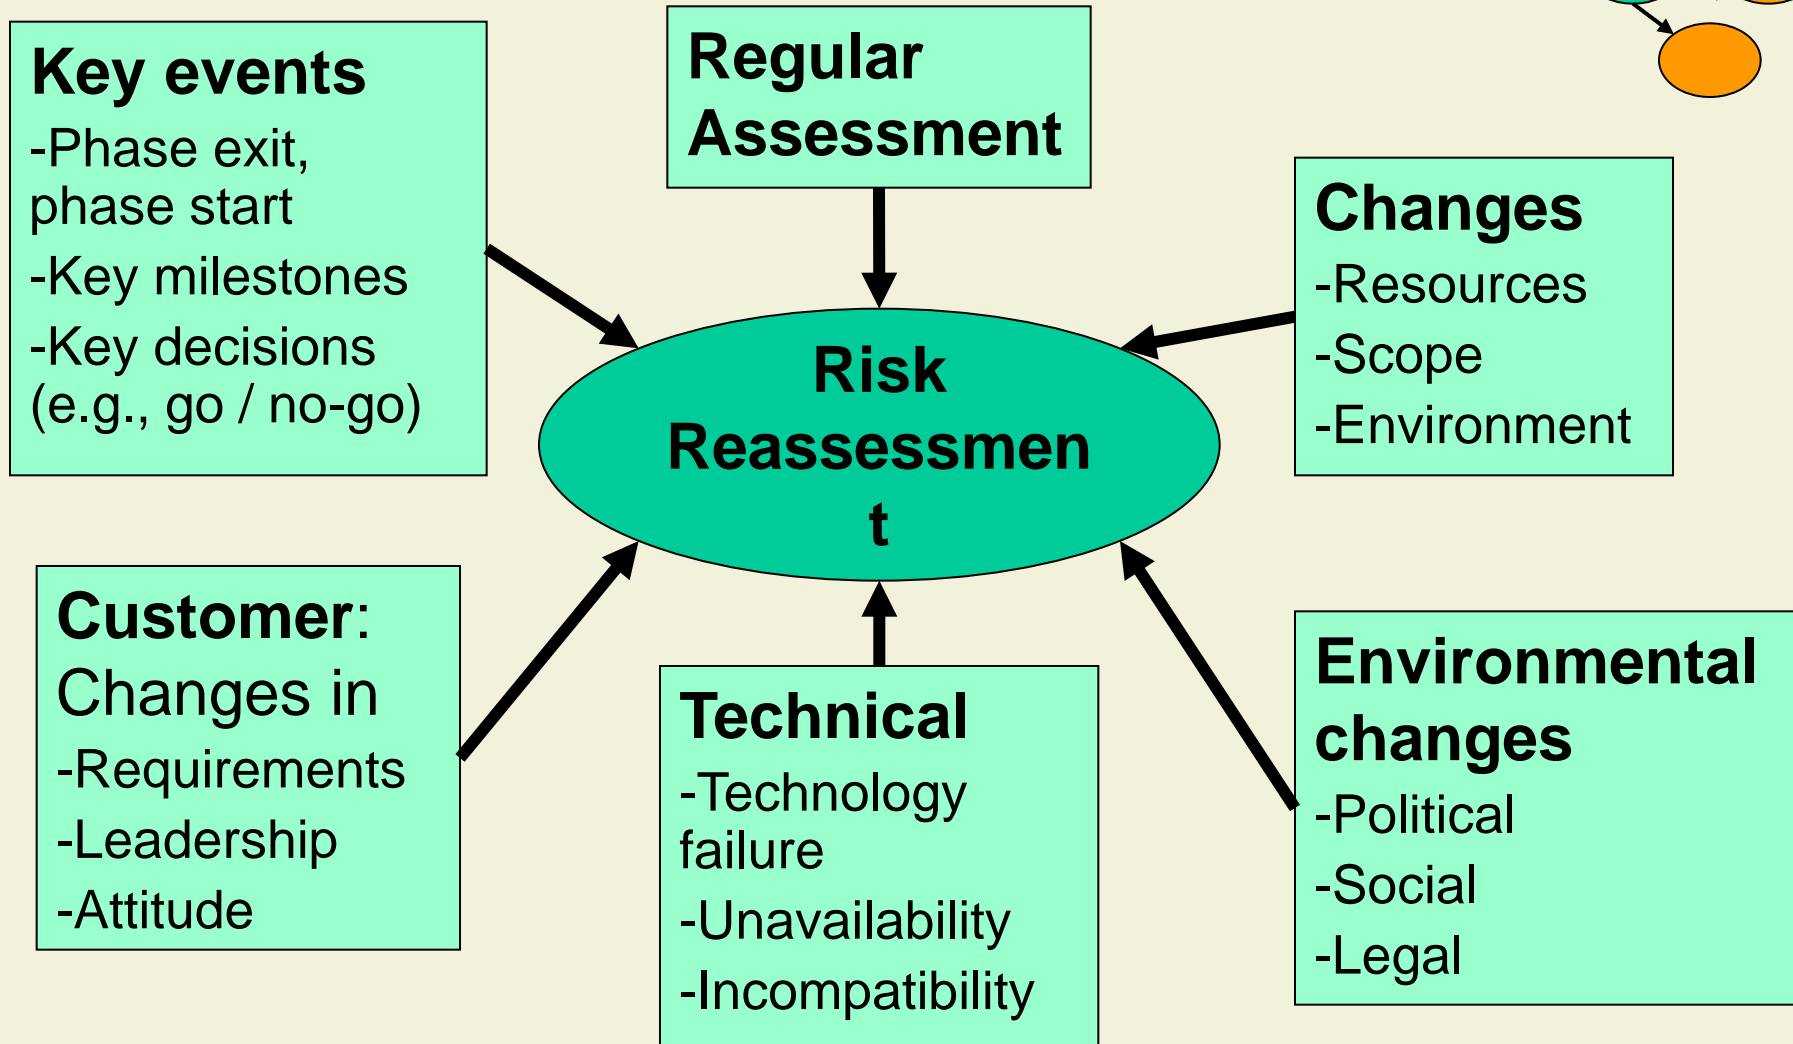 Key events
-Phase exit,
phase start
-Key milestones
-Key decisions
(e.g., go / no-go)
Regular
Assessment
Changes
-Resources
-Scope
-Environment
Risk
Reassessmen
t
Customer:
Changes in
-Requirements
-Leadership
-Attitude
Technical
-Technology
failure
-Unavailability
-Incompatibility
Environmental
changes
-Political
-Social
-Legal